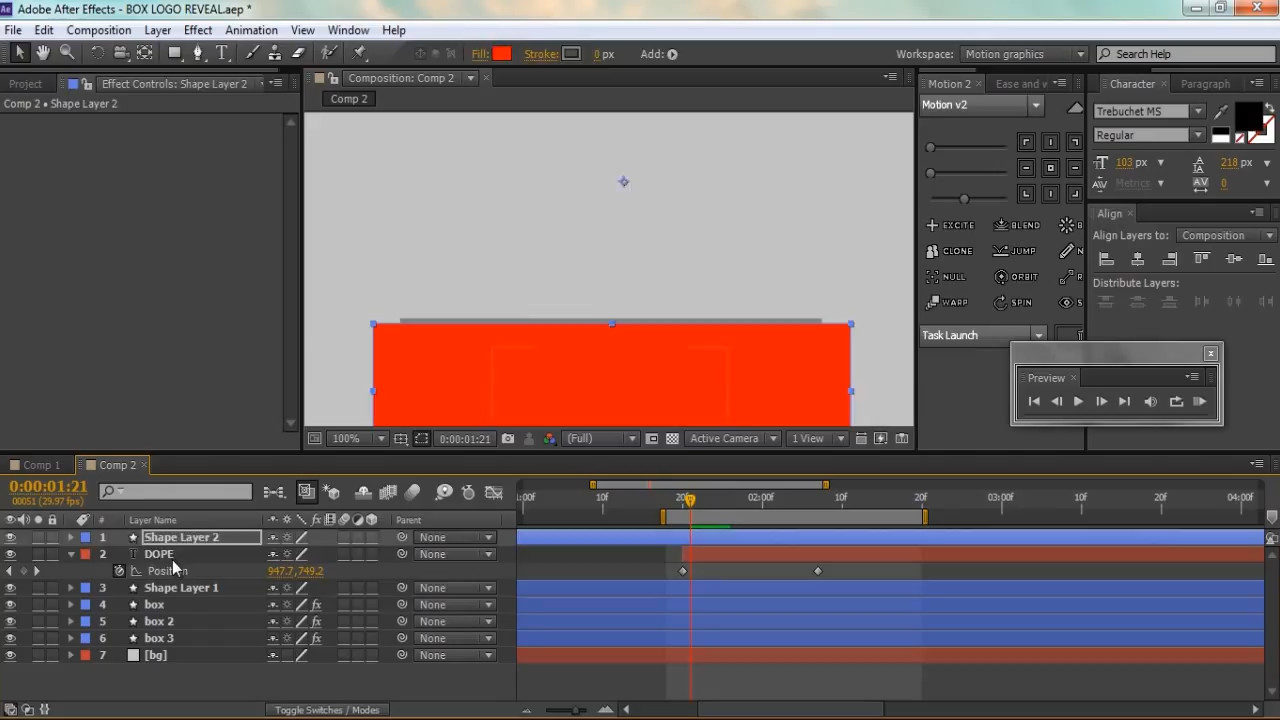 Adobe After Effects - BOX LOGO REVEAL.aep *
File Edit Composition Layer Effect Animation View Window Help
Fill: Stroke: 0 px Add: Workspace: Motion graphics Search Help
Project Effect Controls: Shape Layer 2 Composition: Comp 2 Motion 2 Ease and w Character Paragraph
Comp 2 • Shape Layer 2
Comp 2
Motion v2
Trebuchet MS
Regular
103 px 218 px
Metrics 0
Align
EXCITE BLEND
Align Layers to: Composition
CLONE JUMP
NULL ORBIT
Distribute Layers:
WARP SPIN
Task Launch
Preview
100% 0:00:01:21 (Full) Active Camera 1 View
Comp 1 Comp 2
0:00:01:21
00051 (29.97 fps)
:00f 10f 20f 02:00f 10f 20f 03:00f 10f 20f 04:00f
# Layer Name Parent
1 Shape Layer 2 None
2 T DOPE None
Position 947.7,749.2
3 Shape Layer 1 None
4 box fx None
5 box 2 fx None
6 box 3 fx None
7 [bg] None
Toggle Switches / Modes